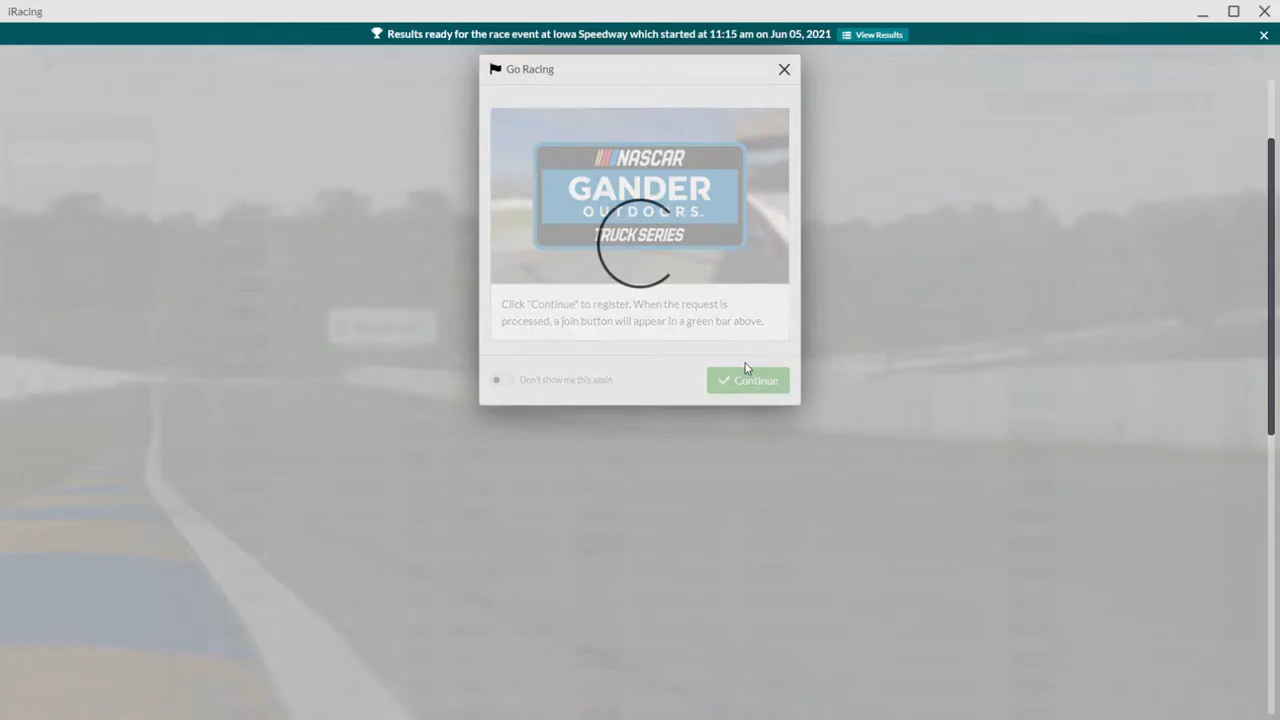 iRacing
Results ready for the race event at Iowa Speedway which started at 11:15 am on Jun 05, 2021 View Results
Go Racing
NASCAR
GANDER
OUTDOORS.
TRUCK SERIES
Click "Continue" to register. When the request is
processed, a join button will appear in a green bar above.
Don't show me this again
Continue